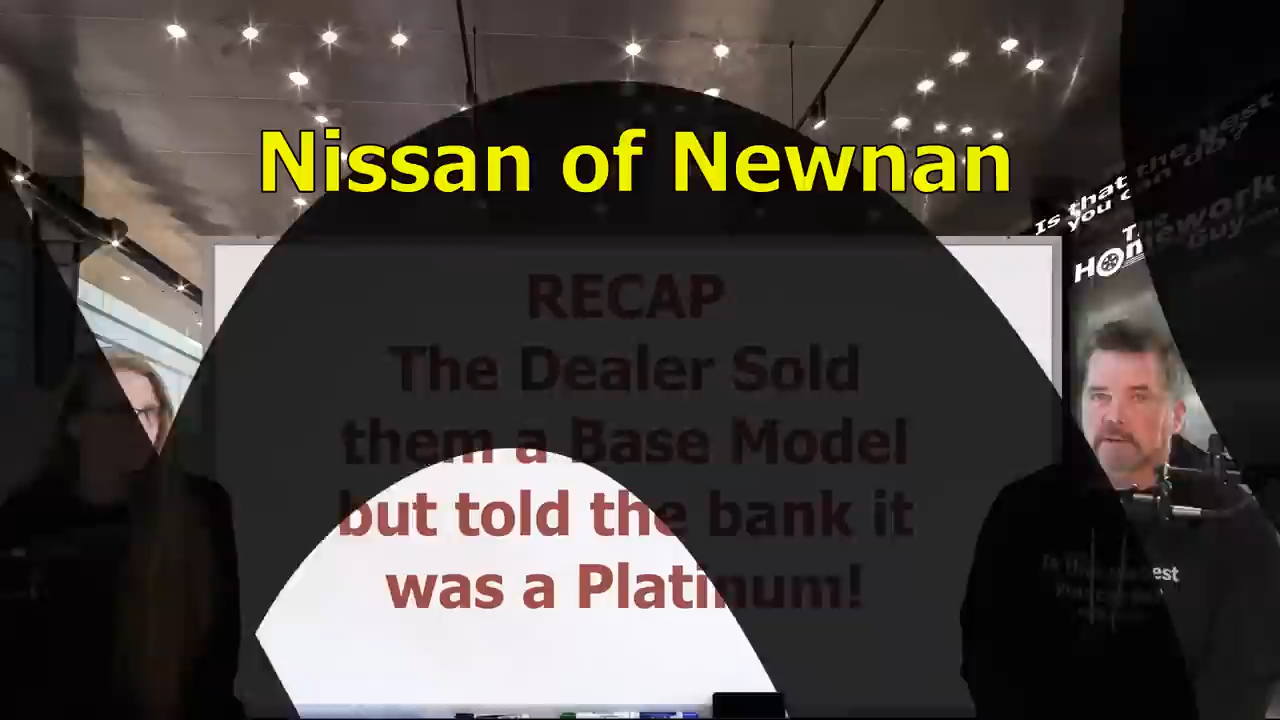 Nissan of Newnan
Is that the best
you can do?
The
Homework
Guy
RECAP
The Dealer Sold
them a Base Model
but told the bank it
was a Platinum!